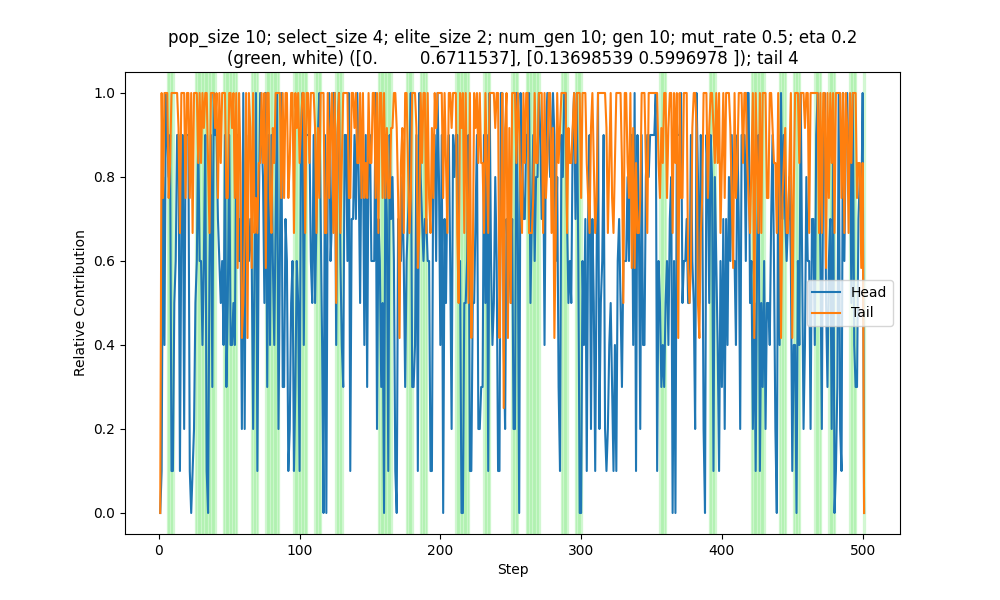 pop_size 10; select_size 4; elite_size 2; num_gen 10; gen 10; mut_rate 0.5; eta 0.2
(green, white) ([0. 0.6711537], [0.13698539 0.5996978 ]); tail 4
1.0
0.8
0.6
0.4
0.2
0.0
Relative Contribution
Head
Tail
0
100
200
300
400
500
Step